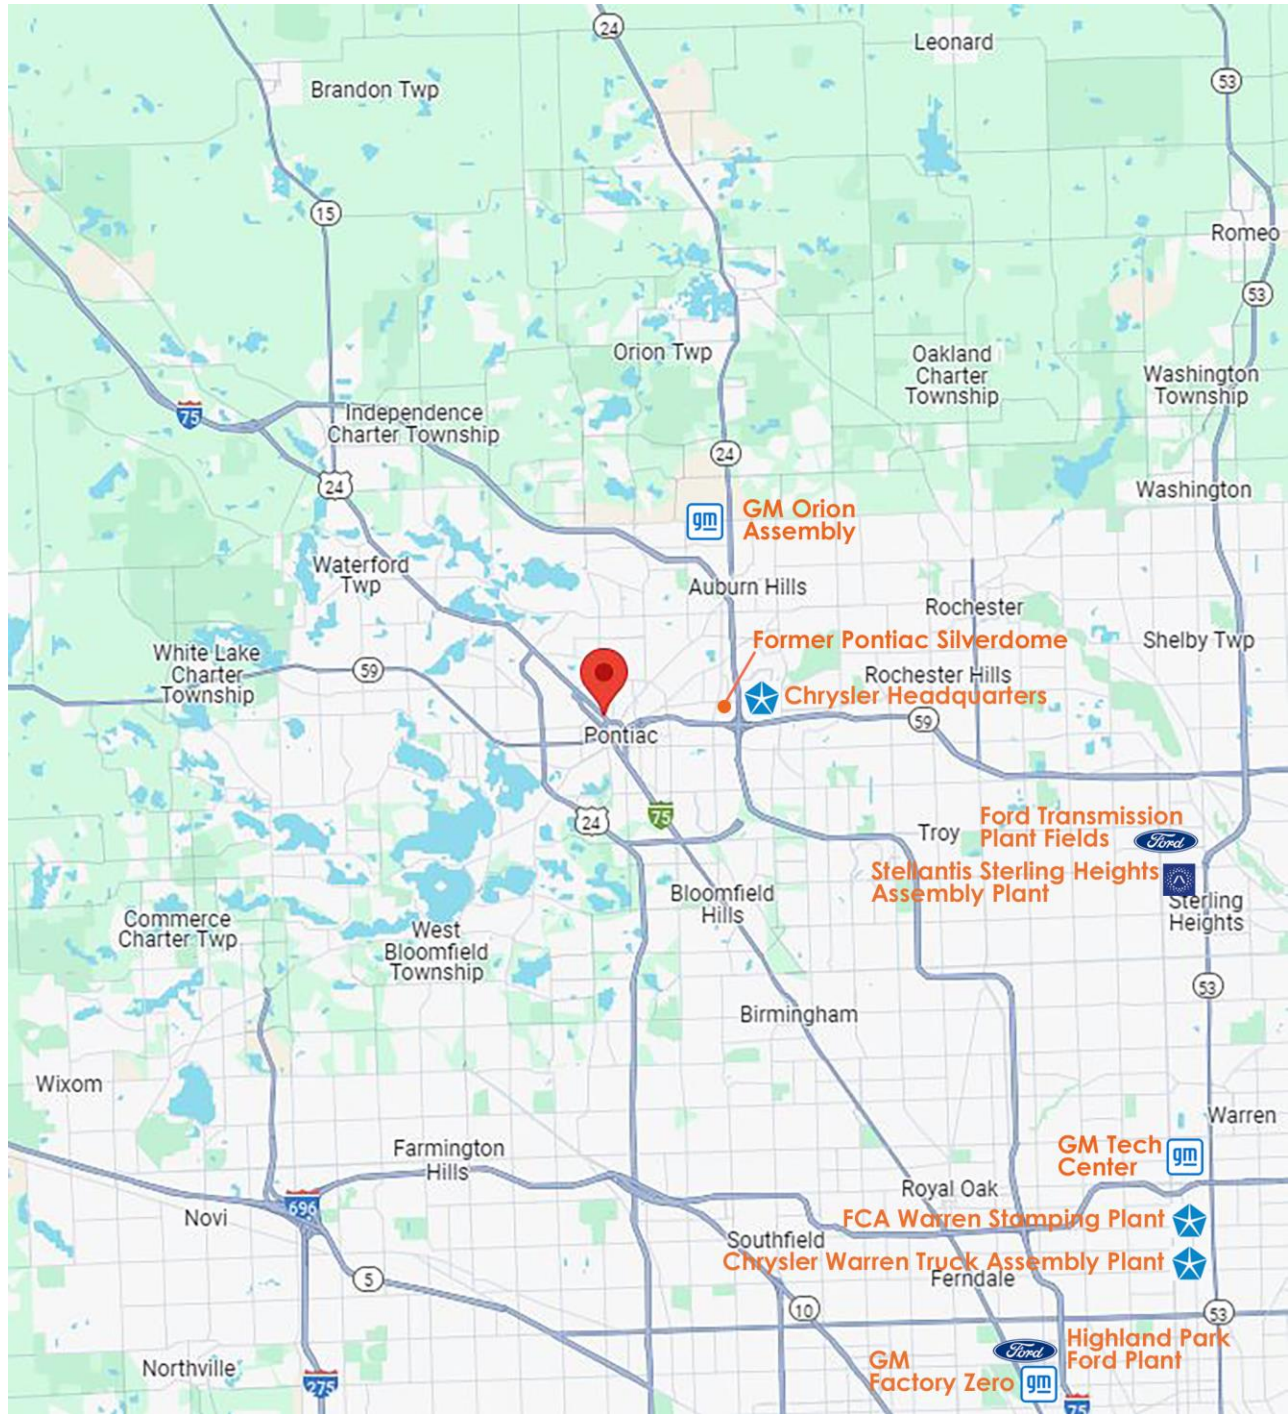 24
Leonard
53
Brandon Twp
15
Romeo
53
Orion Twp
Oakland
Charter
Township
Washington
Township
75
Independence
Charter Township
24
24
Washington
gm
GM Orion
Assembly
Waterford
Twp
Auburn Hills
Rochester
Former Pontiac Silverdome
Shelby Twp
White Lake
Charter
Township
59
Rochester Hills
Chrysler Headquarters
59
Pontiac
24
75
Troy
Ford Transmission
Plant Fields
Ford
Stellantis Sterling Heights
Assembly Plant
Sterling
Heights
Bloomfield
Hills
Commerce
Charter Twp
West
Bloomfield
Township
53
Birmingham
Wixom
Warren
Farmington
Hills
GM Tech
Center
gm
Royal Oak
696
Novi
FCA Warren Stamping Plant
Southfield
Chrysler Warren Truck Assembly Plant
Ferndale
5
10
53
Ford
Highland Park
Ford Plant
Northville
GM
Factory Zero
gm
275
75